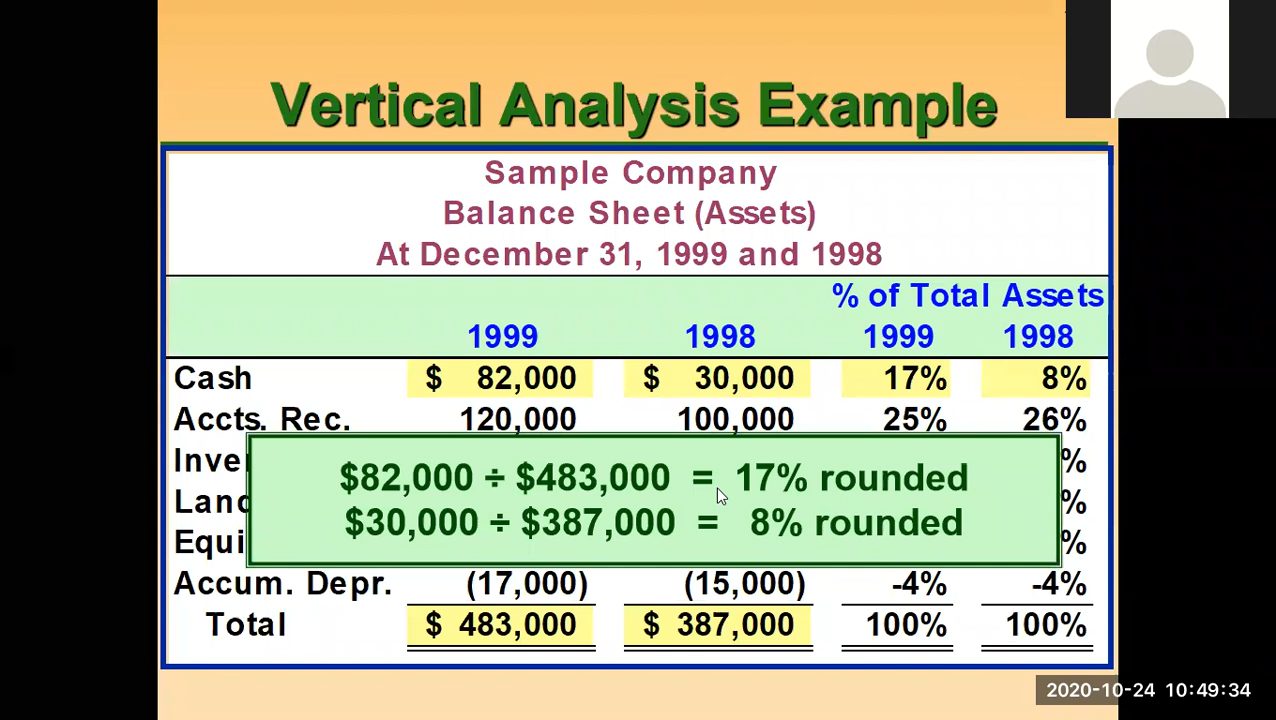 Vertical Analysis Example
Sample Company
Balance Sheet (Assets)
At December 31, 1999 and 1998
% of Total Assets
1999 1998 1999 1998
Cash $ 82,000 $ 30,000 17% 8%
Accts. Rec. 120,000 100,000 25% 26%
%
$82,000 ÷ $483,000 = 17% rounded
Land %
$30,000 ÷ $387,000 = 8% rounded
%
Accum. Depr. (17,000) (15,000) -4% -4%
Total $ 483,000 $ 387,000 100% 100%
2020-10-24 10:49:34